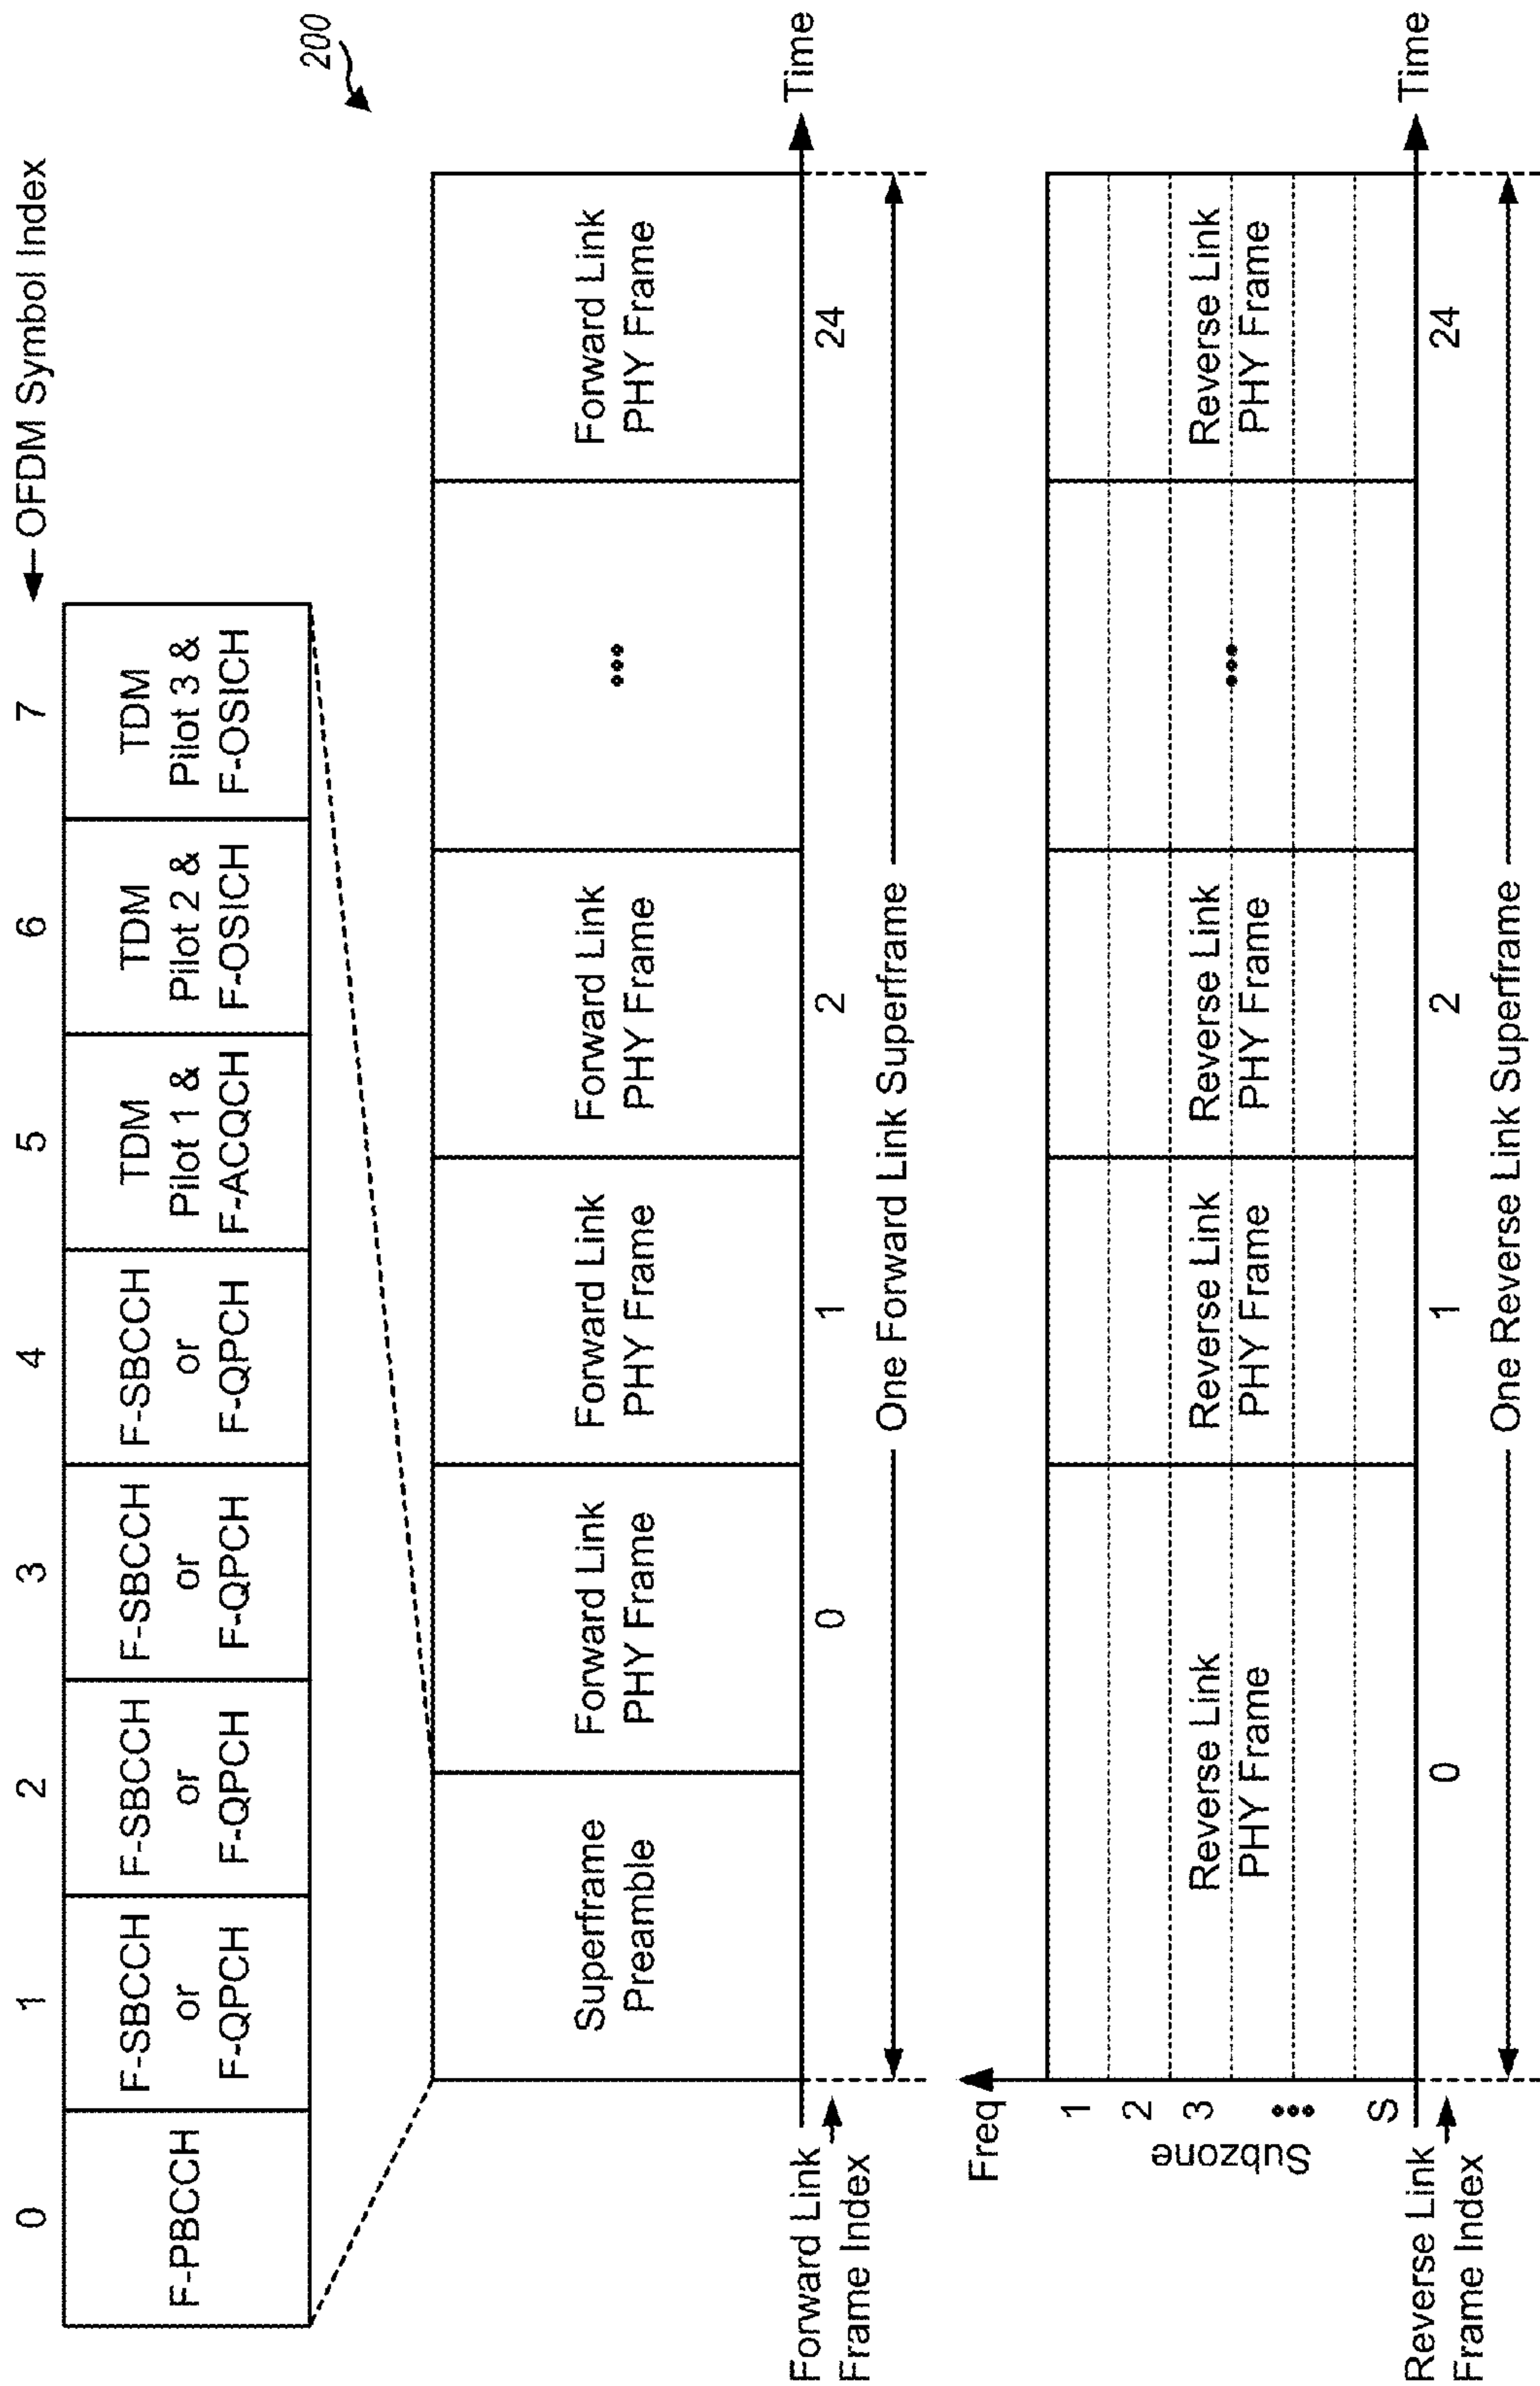 200
0 1 2 3 4 5 6 7 OFDM Symbol Index
F-PBCCH
F-SBCCH
or
F-QPCH
F-SBCCH
or
F-QPCH
F-SBCCH
or
F-QPCH
F-SBCCH
or
F-QPCH
TDM
Pilot 1 &
F-ACQCH
TDM
Pilot 2 &
F-OSICH
TDM
Pilot 3 &
F-OSICH
Superframe
Preamble
Forward Link
PHY Frame
Forward Link
PHY Frame
Forward Link
PHY Frame
•••
Forward Link
PHY Frame
Time
Forward Link
Frame Index
0 1 2 24
One Forward Link Superframe
Freq
Subzone
1
2
3
•••
S
Reverse Link
PHY Frame
Reverse Link
PHY Frame
Reverse Link
PHY Frame
•••
Reverse Link
PHY Frame
Time
Reverse Link
Frame Index
0 1 2 24
One Reverse Link Superframe